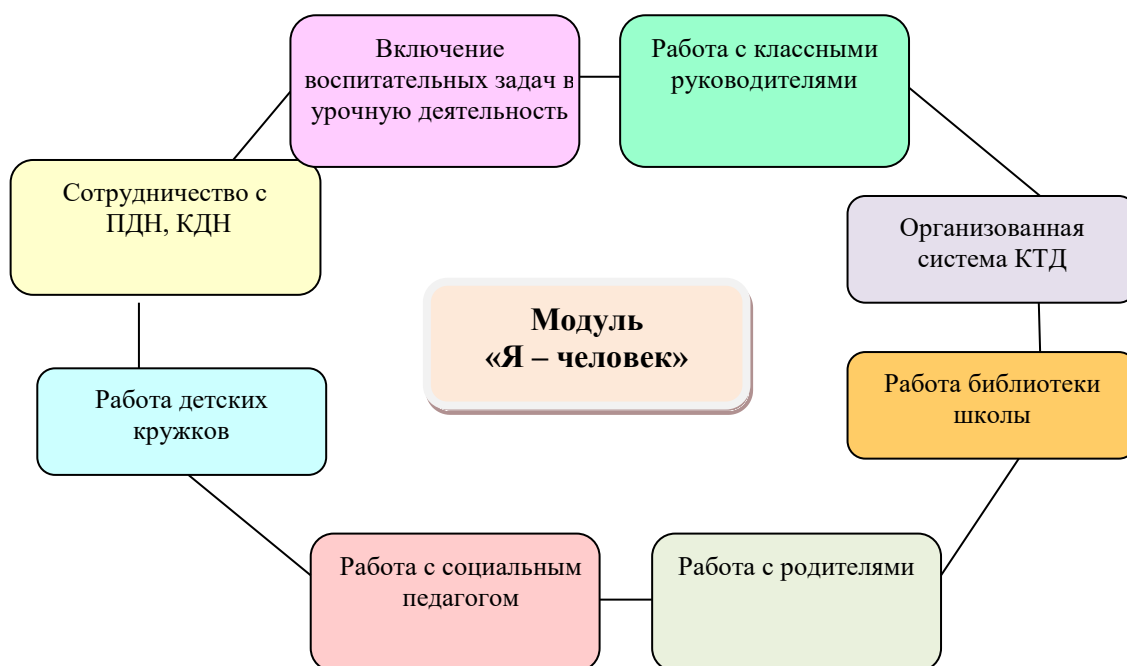 Включение
воспитательных задач в
урочную деятельность
Работа с классными
руководителями
Сотрудничество с
ПДН, КДН
Организованная
система КТД
Модуль
«Я – человек»
Работа детских
кружков
Работа библиотеки
школы
Работа с социальным
педагогом
Работа с родителями